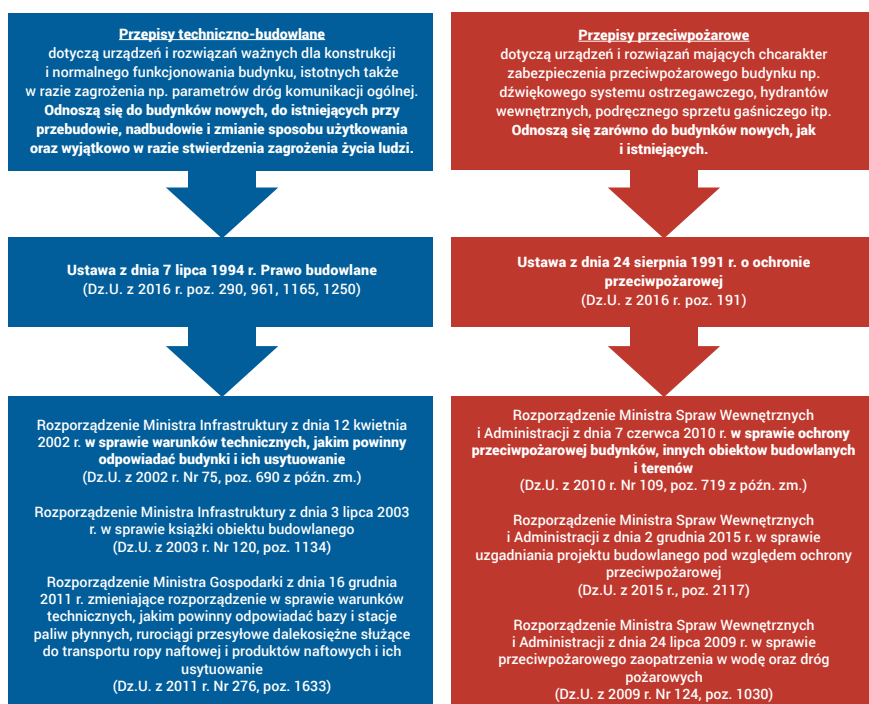 Przepisy techniczno-budowlane
dotyczą urządzeń i rozwiązań ważnych dla konstrukcji
i normalnego funkcjonowania budynku, istotnych także
w razie zagrożenia np. parametrów dróg komunikacji ogólnej.
Odnoszą się do budynków nowych, do istniejących przy
przebudowie, nadbudowie i zmianie sposobu użytkowania
oraz wyjątkowo w razie stwierdzenia zagrożenia życia ludzi.
Ustawa z dnia 7 lipca 1994 r. Prawo budowlane
(Dz.U. z 2016 r. poz. 290, 961, 1165, 1250)
Rozporządzenie Ministra Infrastruktury z dnia 12 kwietnia
2002 r. w sprawie warunków technicznych, jakim powinny
odpowiadać budynki i ich usytuowanie
(Dz.U. z 2002 r. Nr 75, poz. 690 z późn. zm.)
Rozporządzenie Ministra Infrastruktury z dnia 3 lipca 2003
r. w sprawie książki obiektu budowlanego
(Dz.U. z 2003 r. Nr 120, poz. 1134)
Rozporządzenie Ministra Gospodarki z dnia 16 grudnia
2011 r. zmieniające rozporządzenie w sprawie warunków
technicznych, jakim powinny odpowiadać bazy i stacje
paliw płynnych, rurociągi przesyłowe dalekosiężne służące
do transportu ropy naftowej i produktów naftowych i ich
usytuowanie
(Dz.U. z 2011 r. Nr 276, poz. 1633)
Przepisy przeciwpożarowe
dotyczą urządzeń i rozwiązań mających chcarakter
zabezpieczenia przeciwpożarowego budynku np.
dźwiękowego systemu ostrzegawczego, hydrantów
wewnętrznych, podręcznego sprzetu gaśniczego itp.
Odnoszą się zarówno do budynków nowych, jak
i istniejących.
Ustawa z dnia 24 sierpnia 1991 r. o ochronie
przeciwpożarowej
(Dz.U. z 2016 r. poz. 191)
Rozporządzenie Ministra Spraw Wewnętrznych
i Administracji z dnia 7 czerwca 2010 r. w sprawie ochrony
przeciwpożarowej budynków, innych obiektow budowlanych
i terenów
(Dz.U. z 2010 r. Nr 109, poz. 719 z późn. zm.)
Rozporządzenie Ministra Spraw Wewnętrznych
i Administracji z dnia 2 grudnia 2015 r. w sprawie
uzgadniania projektu budowlanego pod względem ochrony
przeciwpożarowej
(Dz.U. z 2015 r., poz. 2117)
Rozporządzenie Ministra Spraw Wewnętrznych
i Administracji z dnia 24 lipca 2009 r. w sprawie
przeciwpożarowego zaopatrzenia w wodę oraz dróg
pożarowych
(Dz.U. z 2009 r. Nr 124, poz. 1030)